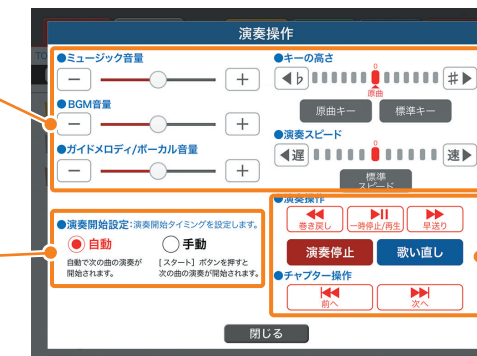 演奏操作
TO
●ミュージック音量
− +
●BGM音量
− +
●ガイドメロディ/ボーカル音量
− +
●キーの高さ
0
◀♭ ♯▶
原曲
原曲キー 標準キー
●演奏スピード
0
◀遅 速▶
標準
スピード
●演奏開始設定:演奏開始タイミングを設定します。
自動 手動
自動で次の曲の演奏が
開始されます。
[スタート] ボタンを押すと
次の曲の演奏が開始されます。
●演奏操作
巻き戻し 一時停止/再生 早送り
演奏停止 歌い直し
●チャプター操作
前へ 次へ
閉じる